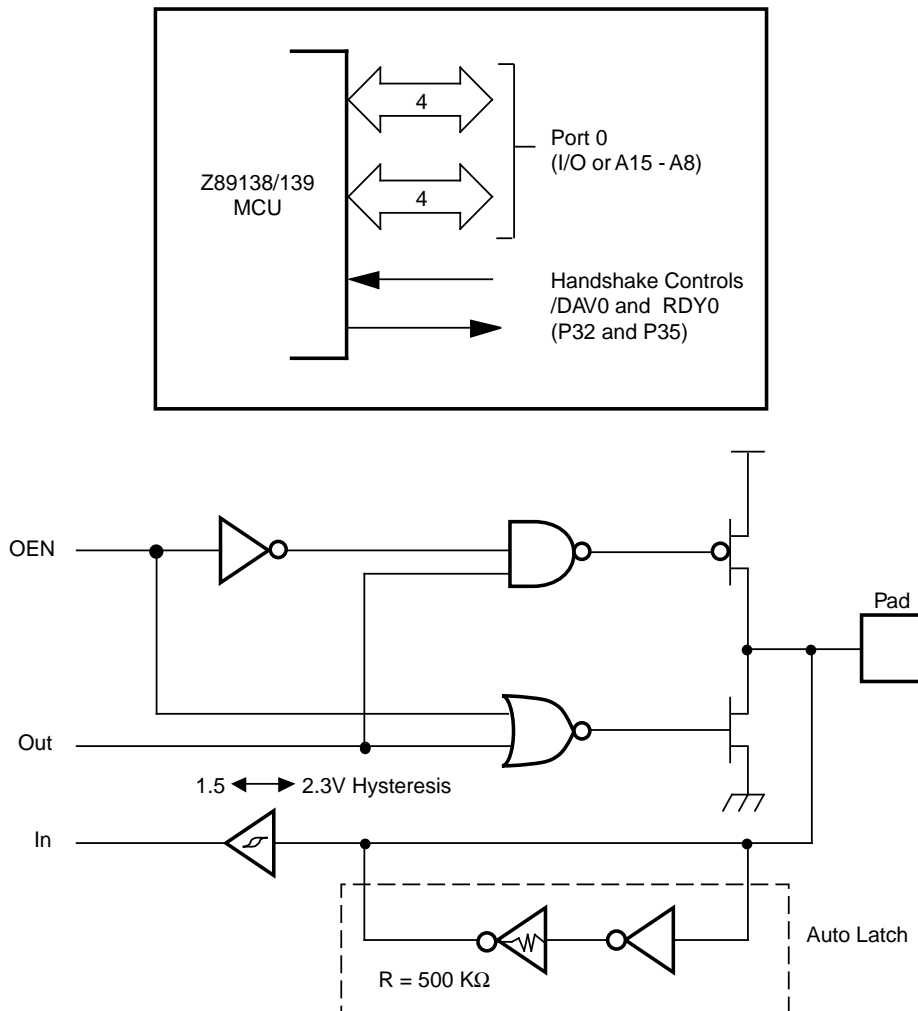 Z89138/139
MCU
4
4
Port 0
(I/O or A15 - A8)
Handshake Controls
/DAV0 and RDY0
(P32 and P35)
OEN
Pad
Out
1.5 2.3V Hysteresis
In
Auto Latch
R = 500 KΩ